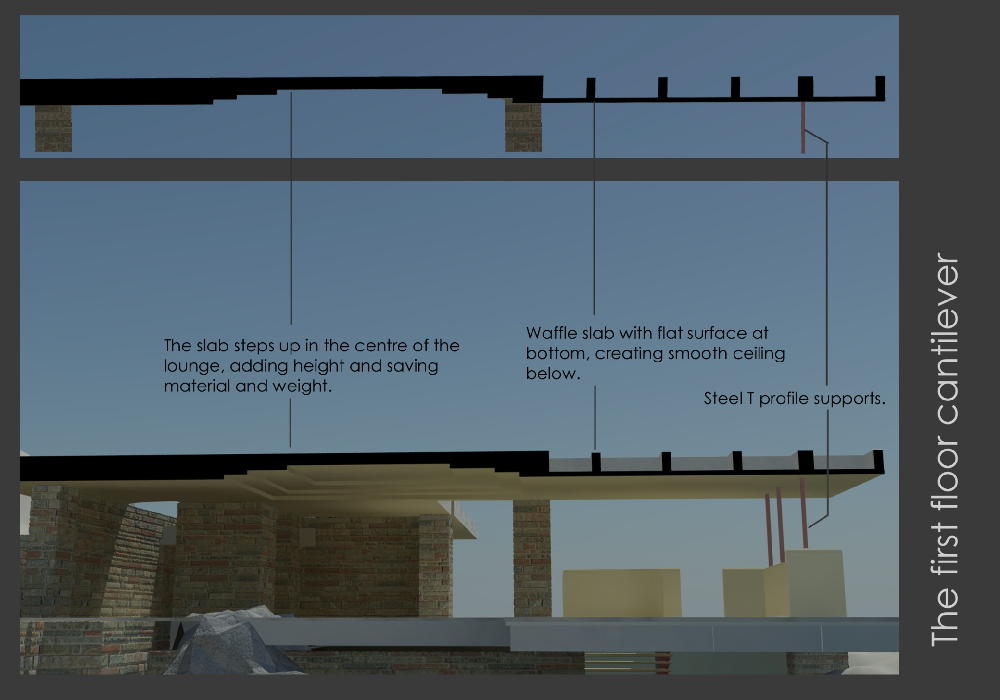 The slab steps up in the centre of the
lounge, adding height and saving
material and weight.
Waffle slab with flat surface at
bottom, creating smooth ceiling
below.
Steel T profile supports.
The first floor cantilever